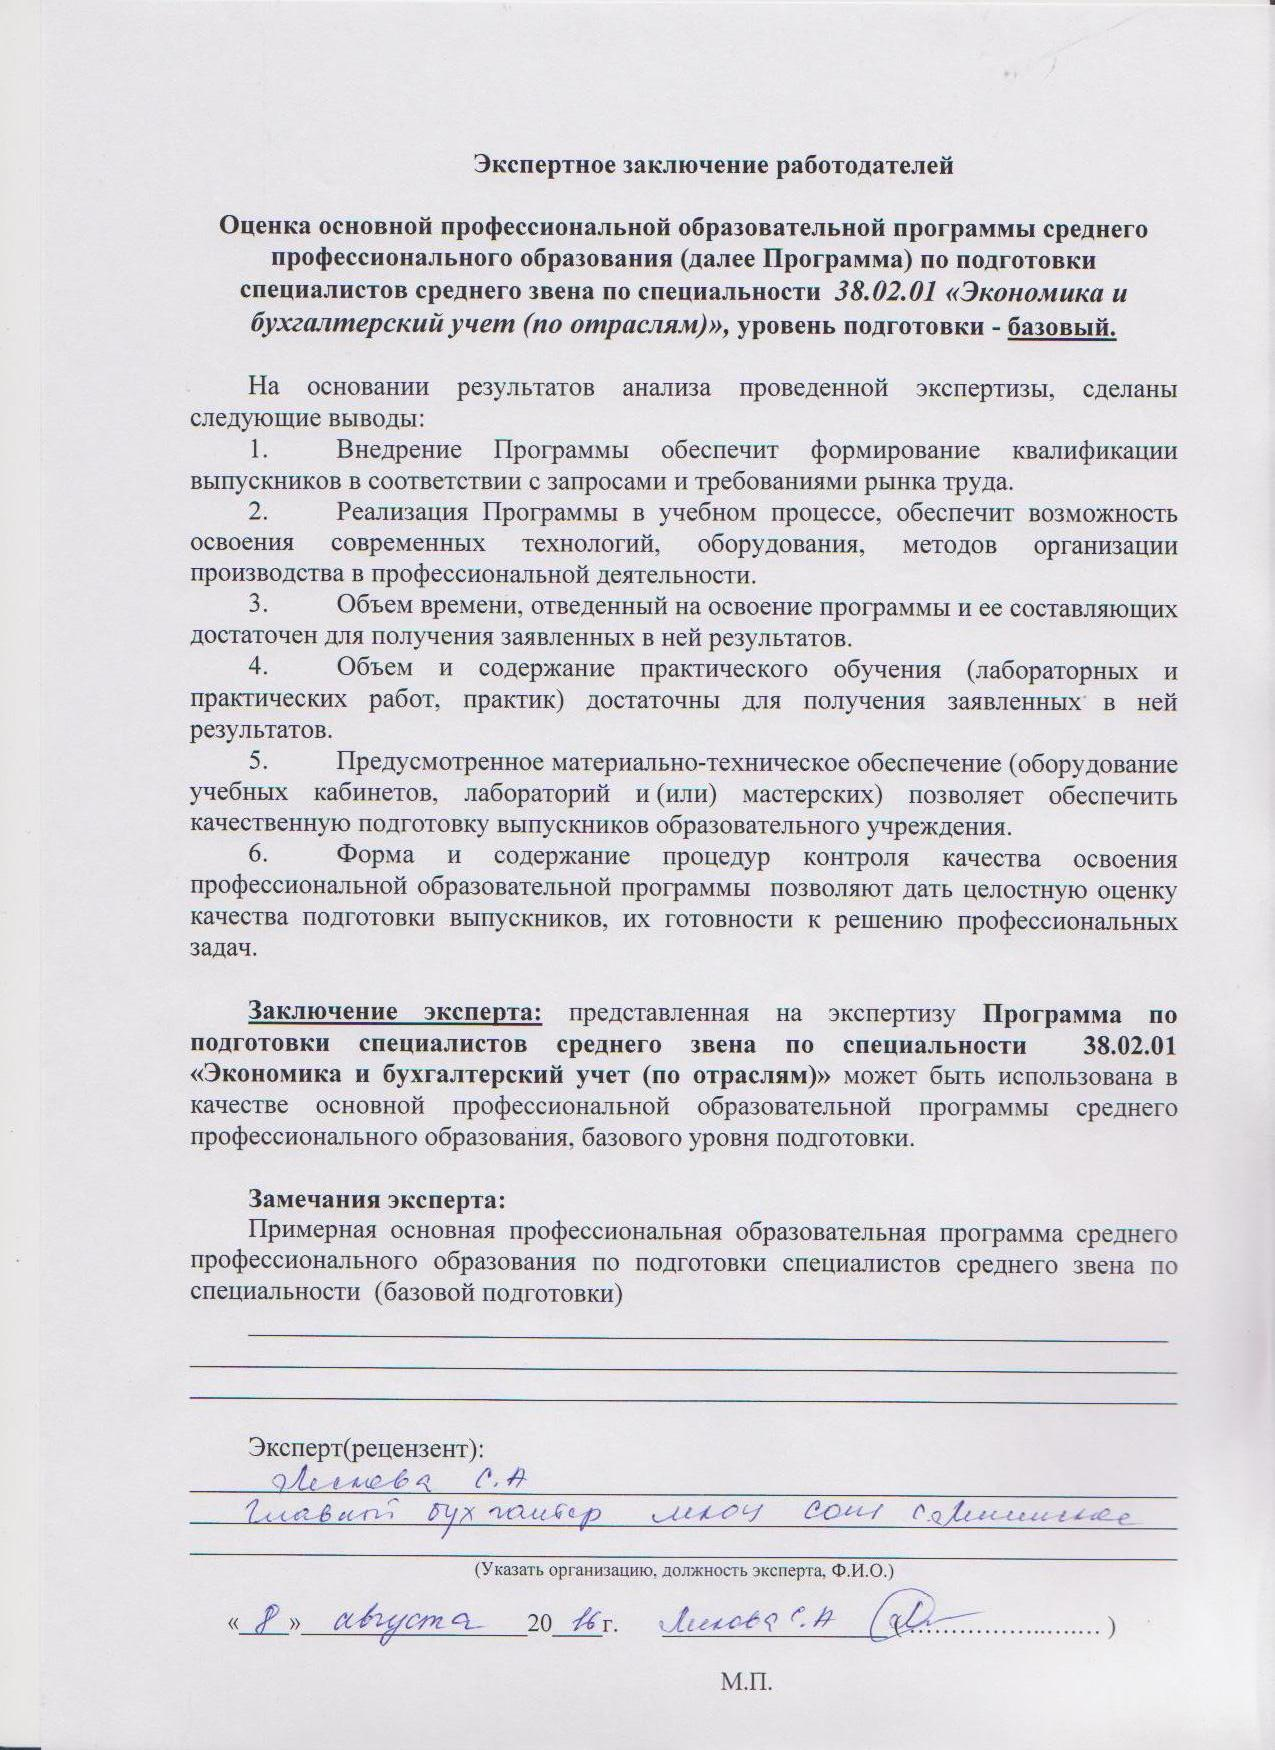 Экспертное заключение работодателей
Оценка основной профессиональной образовательной программы среднего
профессионального образования (далее Программа) по подготовки
специалистов среднего звена по специальности 38.02.01 «Экономика и
бухгалтерский учет (по отраслям)», уровень подготовки - базовый.
На основании результатов анализа проведенной экспертизы, сделаны
следующие выводы:
1. Внедрение Программы обеспечит формирование квалификации
выпускников в соответствии с запросами и требованиями рынка труда.
2. Реализация Программы в учебном процессе, обеспечит возможность
освоения современных технологий, оборудования, методов организации
производства в профессиональной деятельности.
3. Объем времени, отведенный на освоение программы и ее составляющих
достаточен для получения заявленных в ней результатов.
4. Объем и содержание практического обучения (лабораторных и
практических работ, практик) достаточны для получения заявленных в ней
результатов.
5. Предусмотренное материально-техническое обеспечение (оборудование
учебных кабинетов, лабораторий и (или) мастерских) позволяет обеспечить
качественную подготовку выпускников образовательного учреждения.
6. Форма и содержание процедур контроля качества освоения
профессиональной образовательной программы позволяют дать целостную оценку
качества подготовки выпускников, их готовности к решению профессиональных
задач.
Заключение эксперта: представленная на экспертизу Программа по
подготовки специалистов среднего звена по специальности 38.02.01
«Экономика и бухгалтерский учет (по отраслям)» может быть использована в
качестве основной профессиональной образовательной программы среднего
профессионального образования, базового уровня подготовки.
Замечания эксперта:
Примерная основная профессиональная образовательная программа среднего
профессионального образования по подготовки специалистов среднего звена по
специальности (базовой подготовки)
Эксперт(рецензент):
С.А
Главный бухгалтер МКОУ СОШ
(Указать организацию, должность эксперта, Ф.И.О.)
«8» августа 2016г. С.А (.......................)
М.П.